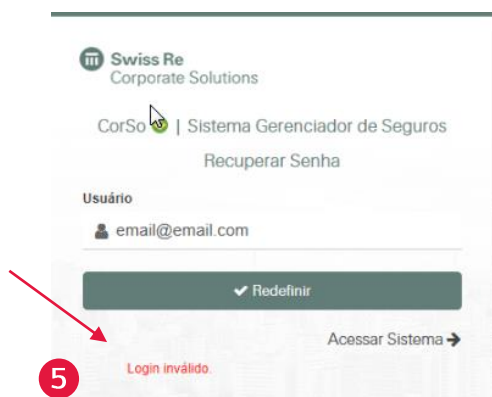 Swiss Re
Corporate Solutions
CorSo | Sistema Gerenciador de Seguros
Recuperar Senha
Usuário
email@email.com
Redefinir
Acessar Sistema
Login inválido.
5